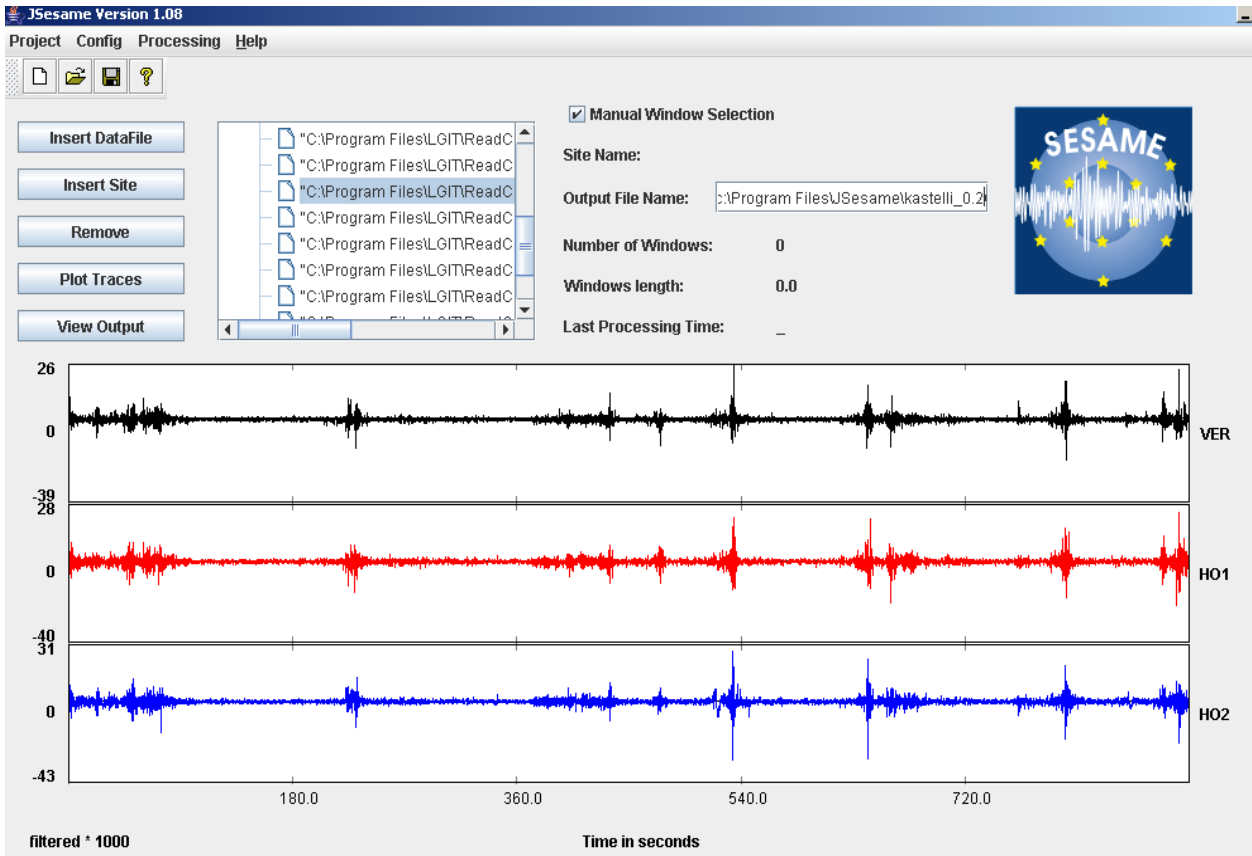 JSesame Version 1.08
Project Config Processing Help
Insert DataFile
Insert Site
Remove
Plot Traces
View Output
"C:\Program Files\LGIT\ReadC
"C:\Program Files\LGIT\ReadC
"C:\Program Files\LGIT\ReadC
"C:\Program Files\LGIT\ReadC
"C:\Program Files\LGIT\ReadC
"C:\Program Files\LGIT\ReadC
"C:\Program Files\LGIT\ReadC
Manual Window Selection
Site Name:
Output File Name: :\Program Files\JSesame\kastelli_0.2
Number of Windows: 0
Windows length: 0.0
Last Processing Time: _
SESAME
26
0
-39
VER
28
0
-40
HO1
31
0
-43
HO2
180.0 360.0 540.0 720.0
filtered * 1000 Time in seconds